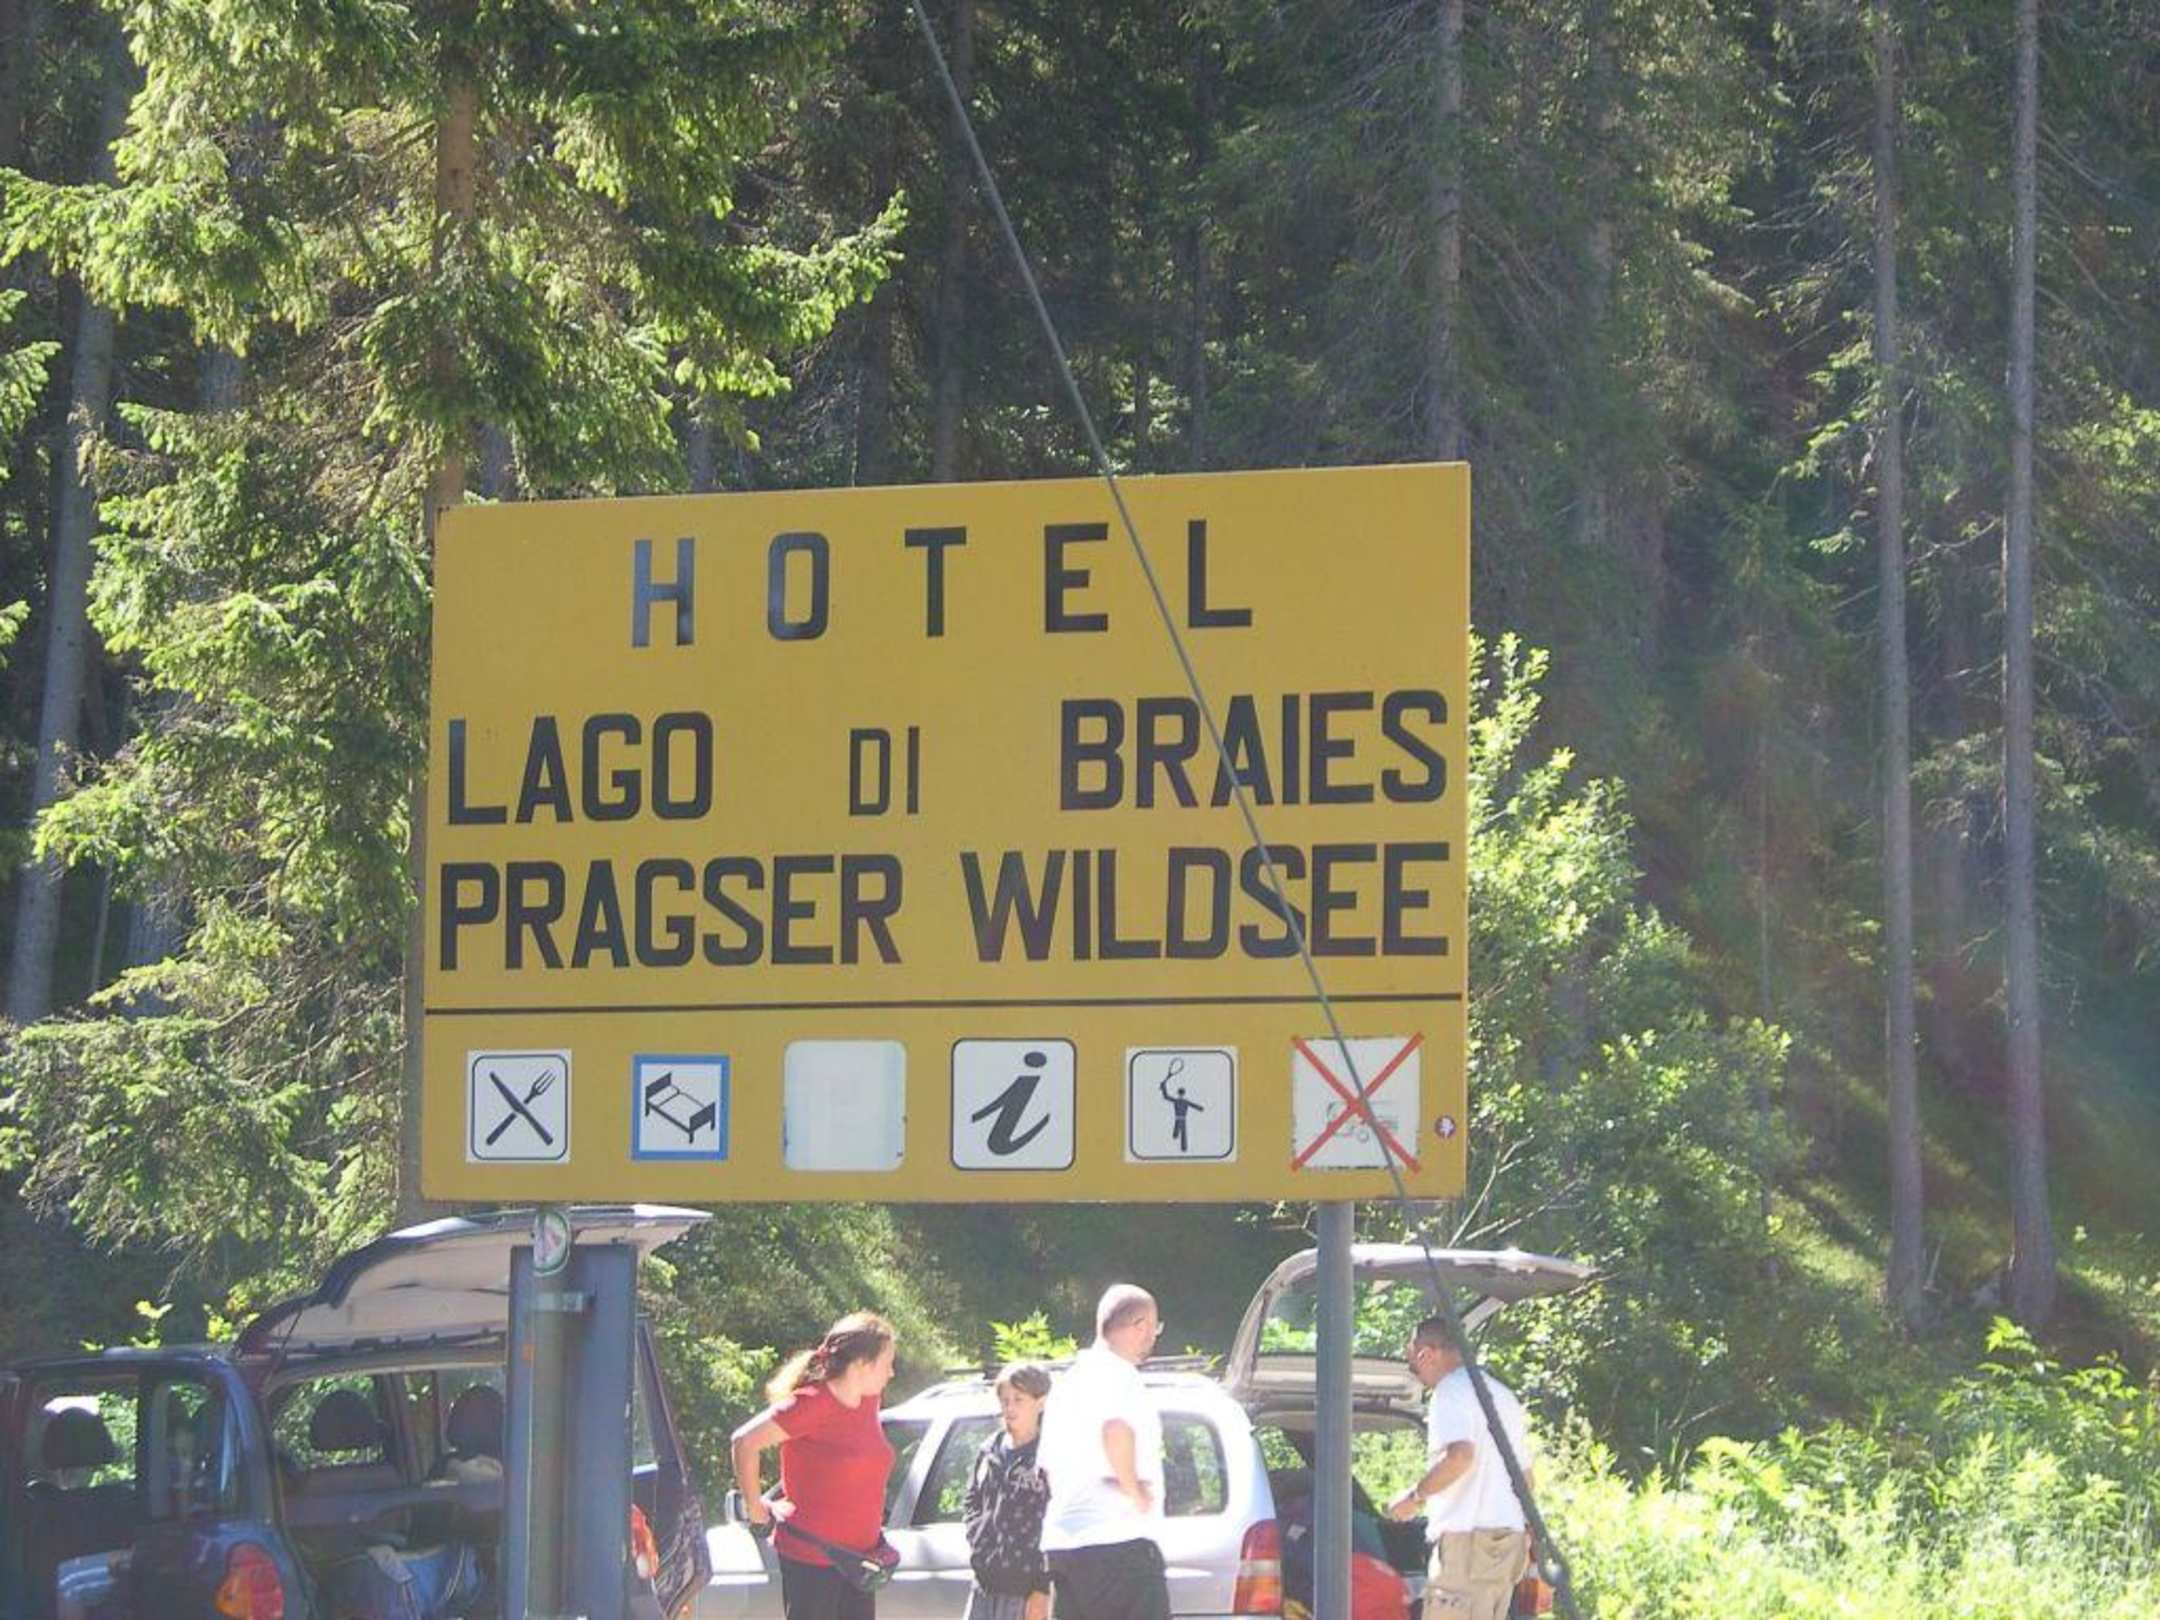 HOTEL
LAGO DI BRAIES
PRAGSER WILDSEE
i